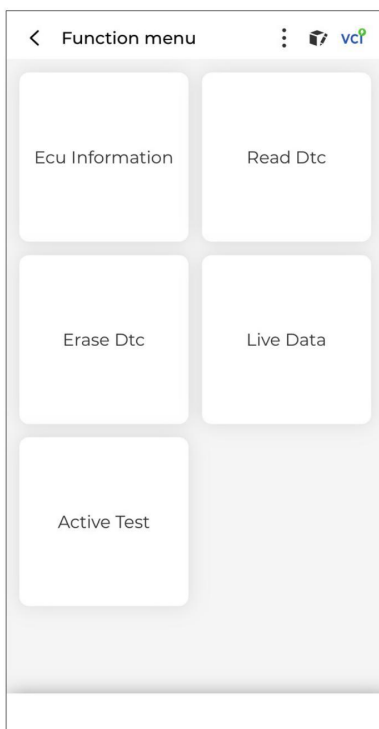 Function menu
vci
Ecu Information
Read Dtc
Erase Dtc
Live Data
Active Test